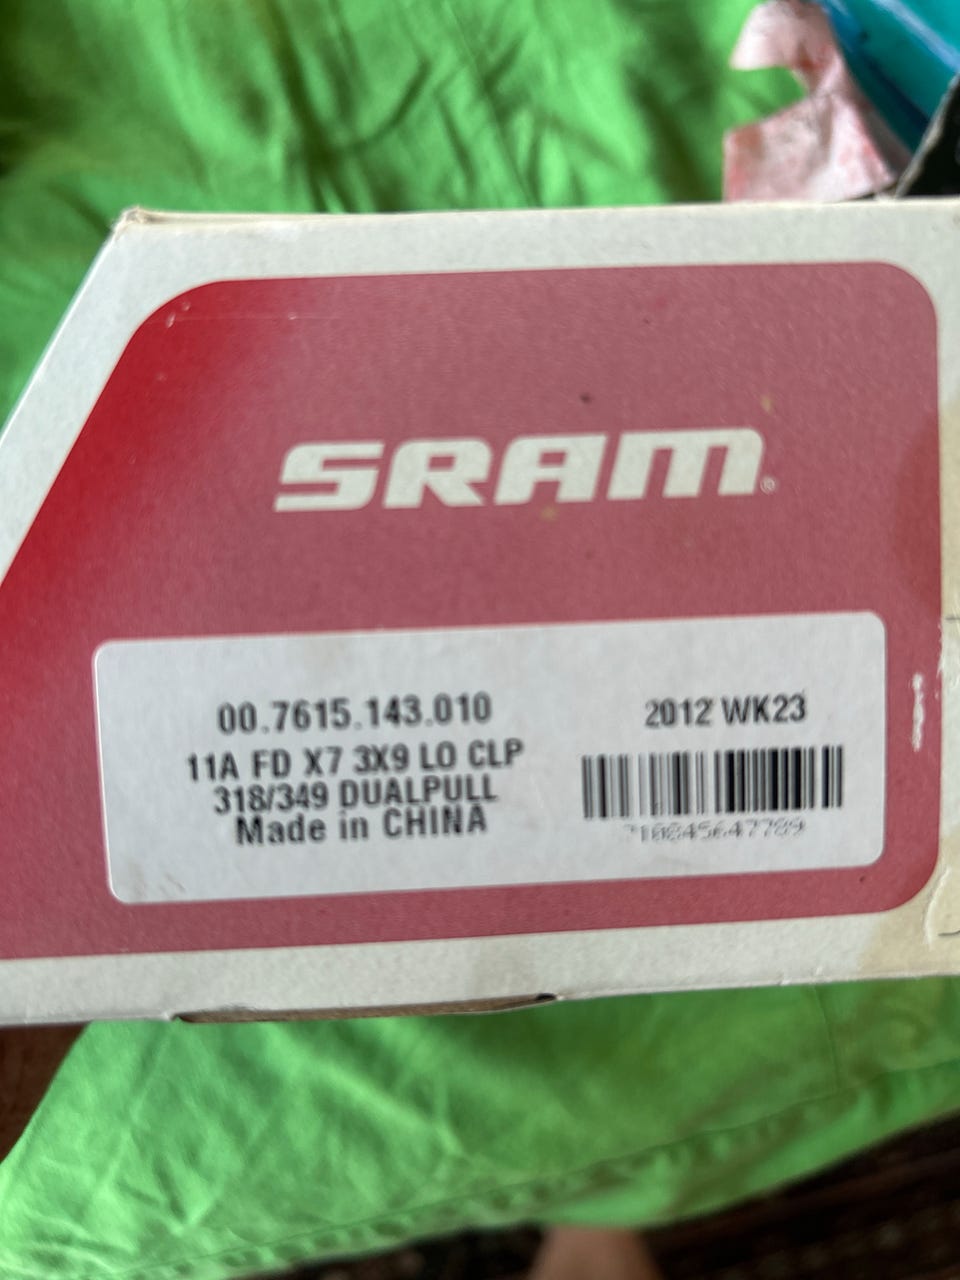 SRAM®
00.7615.143.010
11A FD X7 3X9 LO CLP
318/349 DUALPULL
Made in CHINA
2012 WK23
710845647789